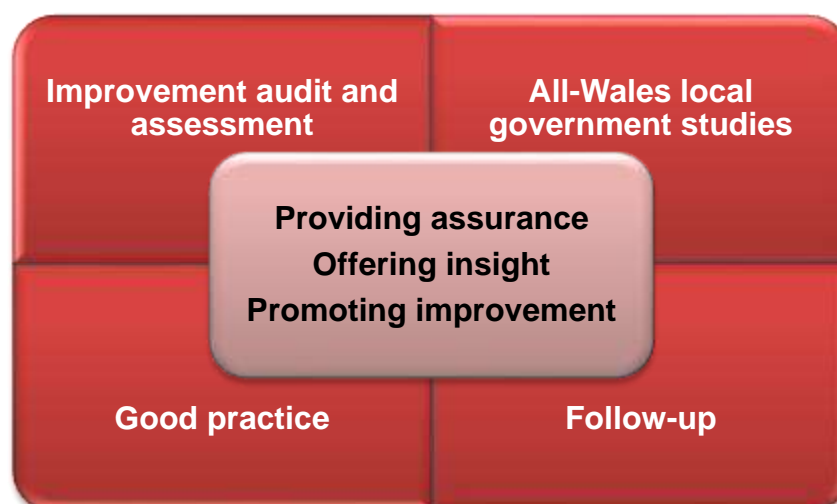 Improvement audit and
assessment
All-Wales local
government studies
Providing assurance
Offering insight
Promoting improvement
Good practice
Follow-up